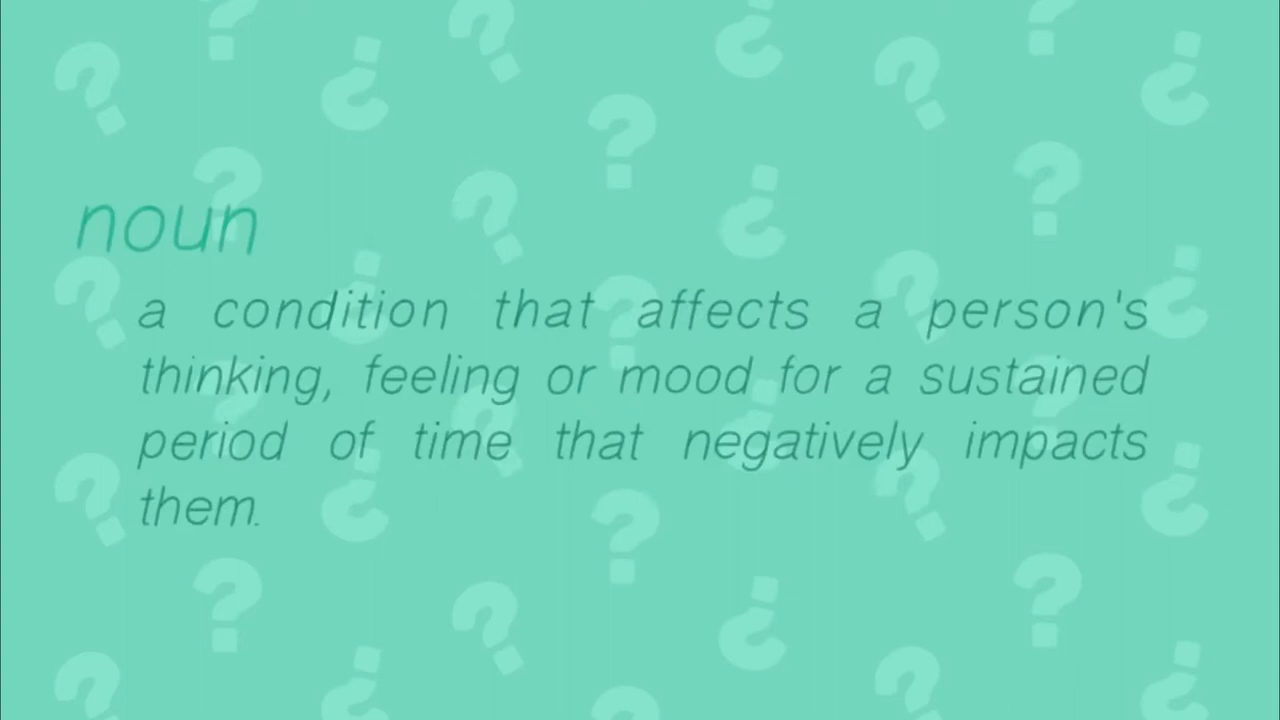 noun
a condition that affects a person's
thinking, feeling or mood for a sustained
period of time that negatively impacts
them.